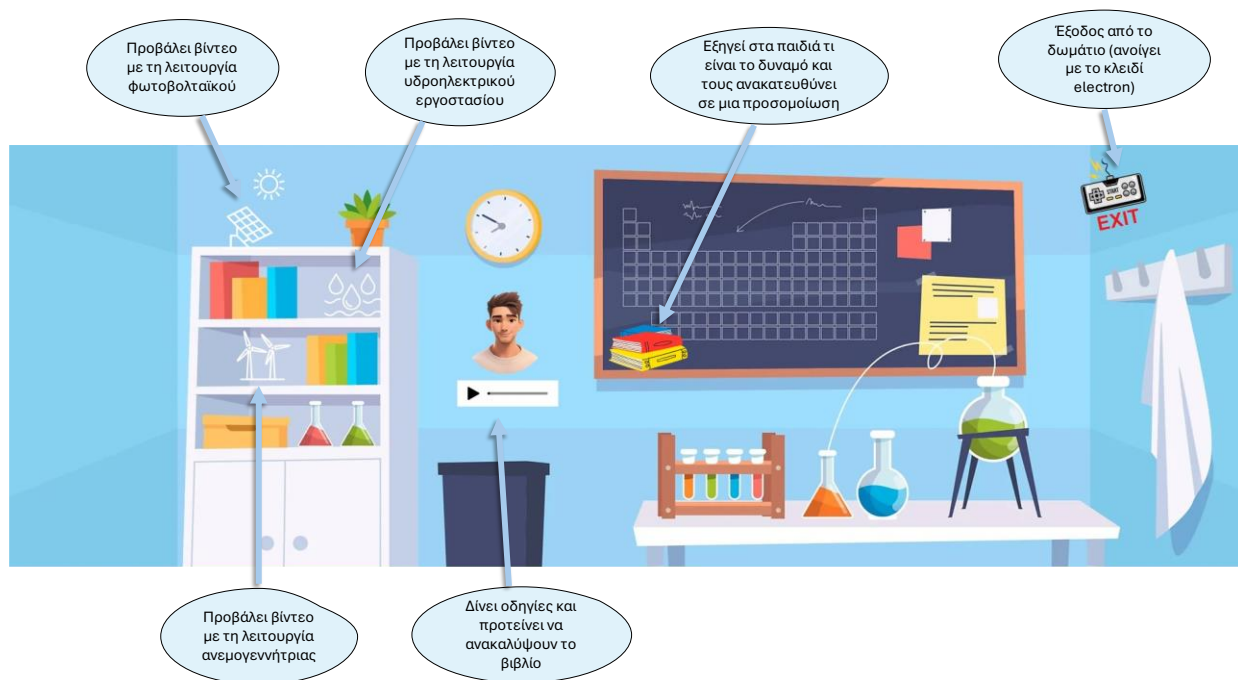 Προβάλει βίντεο
με τη λειτουργία
φωτοβολταϊκού
Προβάλει βίντεο
με τη λειτουργία
υδροηλεκτρικού
εργοστασίου
Εξηγεί στα παιδιά τι
είναι το δυναμό και
τους ανακατευθύνει
σε μια προσομοίωση
Έξοδος από το
δωμάτιο (ανοίγει
με το κλειδί
electron)
START
EXIT
Προβάλει βίντεο
με τη λειτουργία
ανεμογεννήτριας
Δίνει οδηγίες και
προτείνει να
ανακαλύψουν το
βιβλίο